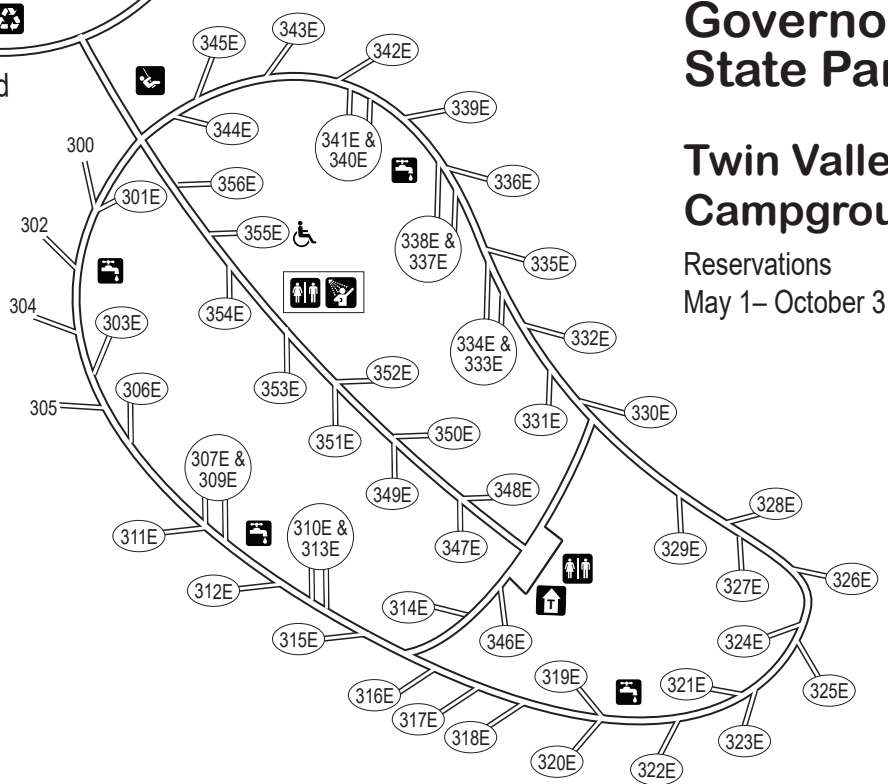 Governo
State Par
Twin Valle
Campgrou
Reservations
May 1– October 3
d
345E
343E
342E
344E
341E &
340E
339E
300
301E
356E
336E
302
355E
338E &
337E
335E
304
303E
354E
334E &
333E
332E
305
306E
353E
352E
331E
330E
351E
350E
307E &
309E
349E
348E
311E
310E &
313E
347E
328E
329E
312E
327E
326E
314E
T
315E
346E
324E
316E
319E
321E
325E
317E
318E
323E
320E
322E